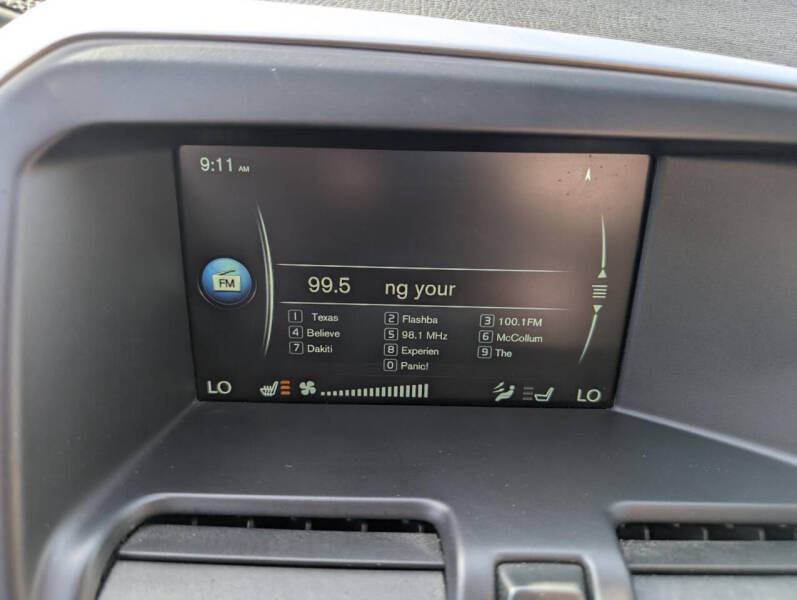 9:11 AM
FM
99.5 ng your
1 Texas 2 Flashba 3 100.1FM
4 Believe 5 98.1 MHz 6 McCollum
7 Dakiti 8 Experien 9 The
0 Panic!
LO LO